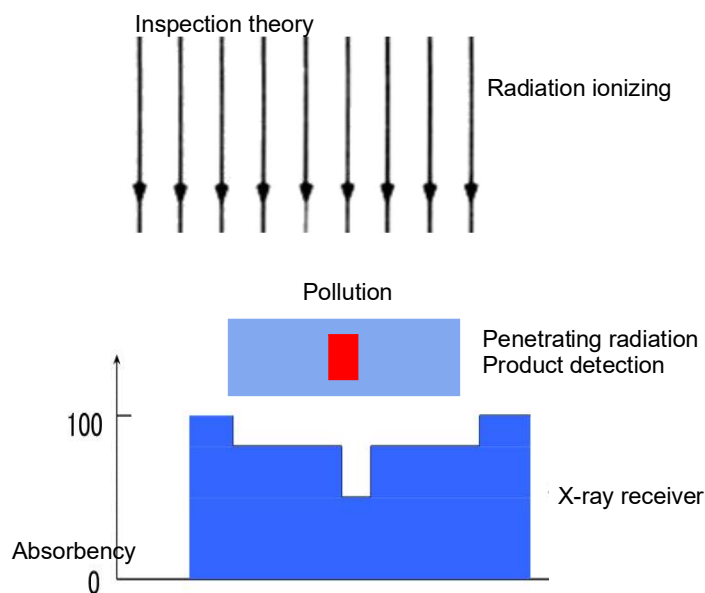 Inspection theory
Radiation ionizing
Pollution
Penetrating radiation
Product detection
100
X-ray receiver
Absorbency
0